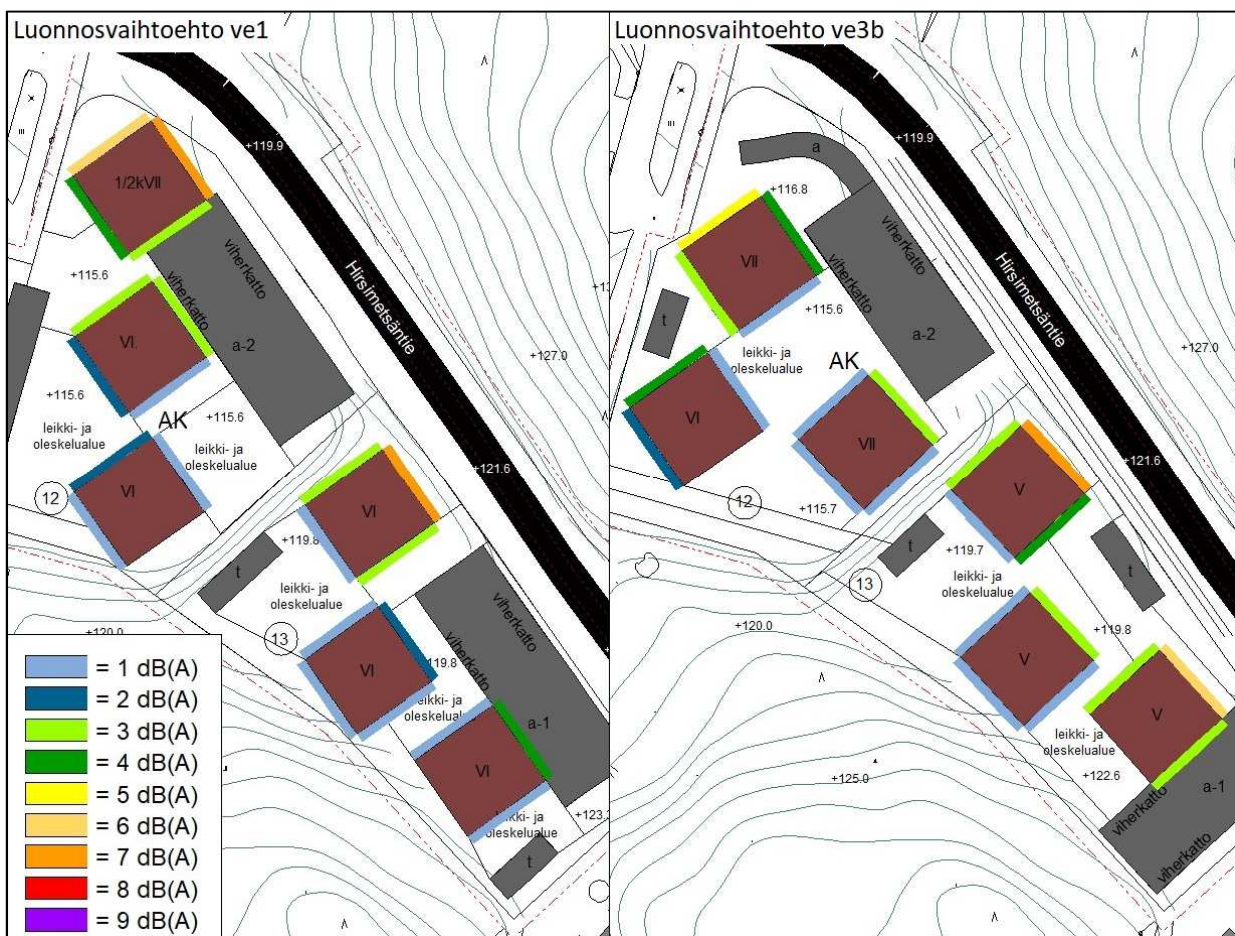 Luonnosvaihtoehto ve1
+119.9
1/2kVII
viherkatto
viherkatto
+115.6
VI
a-2
Hirsimetsäntie
+127.0
+115.6
AK
+115.6
leikki- ja
oleskelualue
leikki- ja
oleskelualue
VI
+121.6
12
VI
+119.8
t
leikki- ja
oleskelualue
viherkatto
viherkatto
13
+120.0
VI
leikki- ja
a-1
VI
leikki- ja
oleskelualue
t
= 1 dB(A)
= 2 dB(A)
= 3 dB(A)
= 4 dB(A)
= 5 dB(A)
= 6 dB(A)
= 7 dB(A)
= 8 dB(A)
= 9 dB(A)
Luonnosvaihtoehto ve3b
+119.9
a
+116.8
viherkatto
viherkatto
VII
+115.6
t
a-2
Hirsimetsäntie
+127.0
leikki- ja
oleskelualue
AK
VI
VII
+121.6
V
12
+115.7
t
+119.7
t
leikki- ja
oleskelualue
13
+120.0
+119.8
V
V
leikki- ja
oleskelualue
+125.0
+122.6
a-1
viherkatto
viherkatto